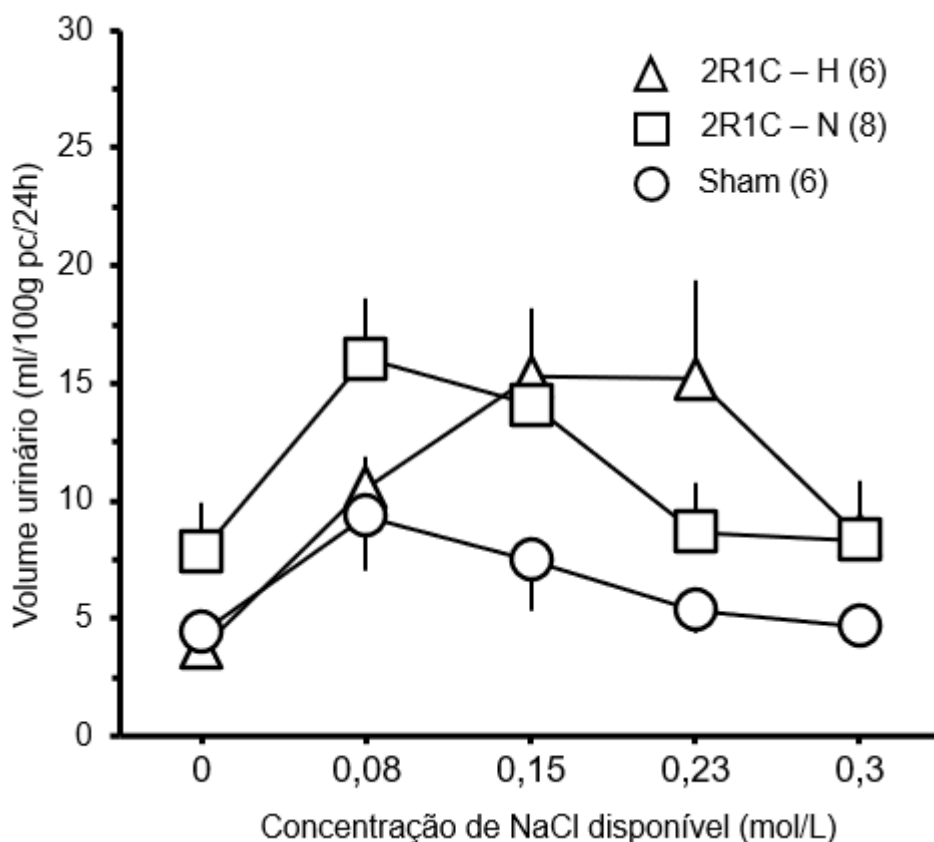 30
25
20
15
10
5
0
Volume urinário (ml/100g pc/24h)
2R1C – H (6)
2R1C – N (8)
Sham (6)
0 0,08 0,15 0,23 0,3
Concentração de NaCl disponível (mol/L)